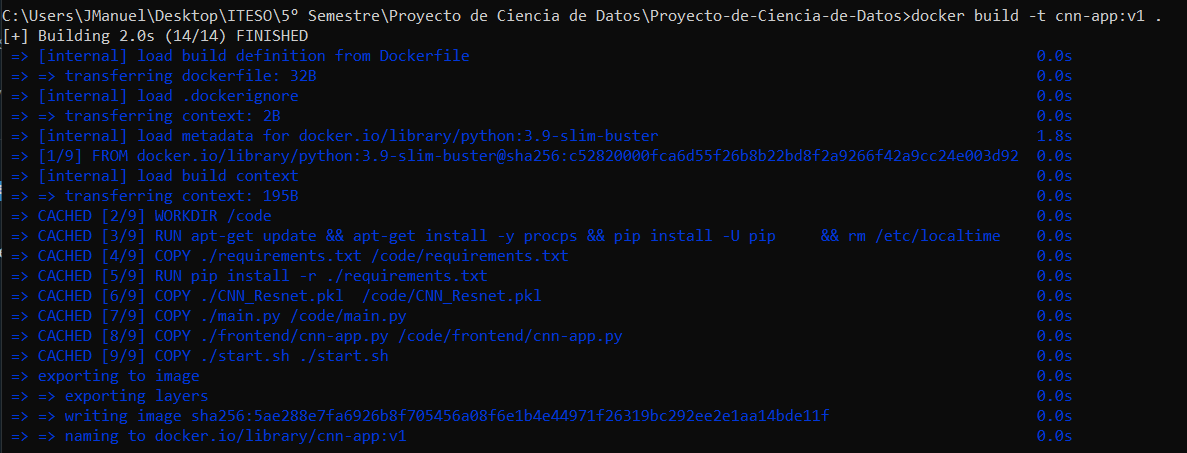 C:\Users\JManuel\Desktop\ITESO\5° Semestre\Proyecto de Ciencia de Datos\Proyecto-de-Ciencia-de-Datos>docker build -t cnn-app:v1 .
[+] Building 2.0s (14/14) FINISHED
=> [internal] load build definition from Dockerfile 0.0s
=> => transferring dockerfile: 32B 0.0s
=> [internal] load .dockerignore 0.0s
=> => transferring context: 2B 0.0s
=> [internal] load metadata for docker.io/library/python:3.9-slim-buster 1.8s
=> [1/9] FROM docker.io/library/python:3.9-slim-buster@sha256:c52820000fca6d55f26b8b22bd8f2a9266f42a9cc24e003d92 0.0s
=> [internal] load build context 0.0s
=> => transferring context: 195B 0.0s
=> CACHED [2/9] WORKDIR /code 0.0s
=> CACHED [3/9] RUN apt-get update && apt-get install -y procps && pip install -U pip     && rm /etc/localtime 0.0s
=> CACHED [4/9] COPY ./requirements.txt /code/requirements.txt 0.0s
=> CACHED [5/9] RUN pip install -r ./requirements.txt 0.0s
=> CACHED [6/9] COPY ./CNN_Resnet.pkl  /code/CNN_Resnet.pkl 0.0s
=> CACHED [7/9] COPY ./main.py /code/main.py 0.0s
=> CACHED [8/9] COPY ./frontend/cnn-app.py /code/frontend/cnn-app.py 0.0s
=> CACHED [9/9] COPY ./start.sh ./start.sh 0.0s
=> exporting to image 0.0s
=> => exporting layers 0.0s
=> => writing image sha256:5ae288e7fa6926b8f705456a08f6e1b4e44971f26319bc292ee2e1aa14bde11f 0.0s
=> => naming to docker.io/library/cnn-app:v1 0.0s